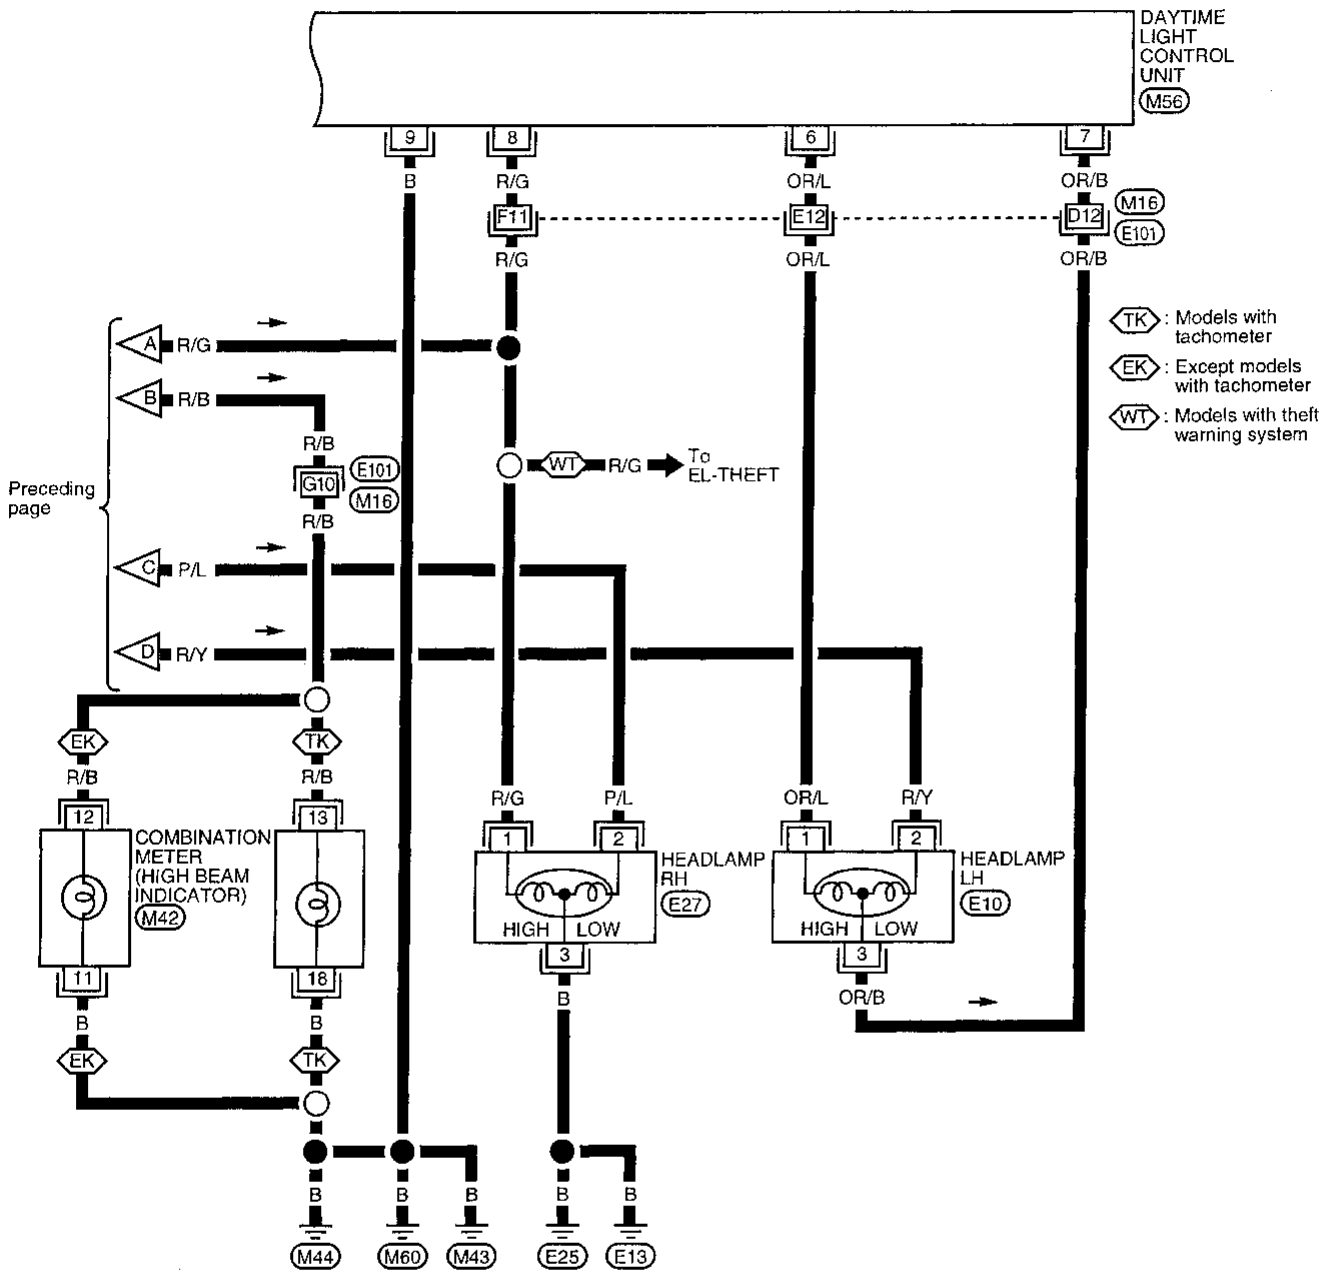 DAYTIME
LIGHT
CONTROL
UNIT
M56
9 8 6 7
B R/G OR/L OR/B
F11 E12 D12 M16
E101
R/G OR/L OR/B
TK : Models with
tachometer
EK : Except models
with tachometer
WT : Models with theft
warning system
Preceding
page
A R/G
B R/B
R/B
G10 E101
M16
R/B
WT R/G To
EL-THEFT
C P/L
D R/Y
EK TK
R/B R/B
R/G P/L OR/L R/Y
12 13
1 2 1 2
COMBINATION
METER
(HIGH BEAM
INDICATOR)
M42
HEADLAMP
RH
E27
HEADLAMP
LH
E10
HIGH LOW HIGH LOW
3 3
11 18
B OR/B
B B
EK TK
B B B B B
M44 M60 M43 E25 E13